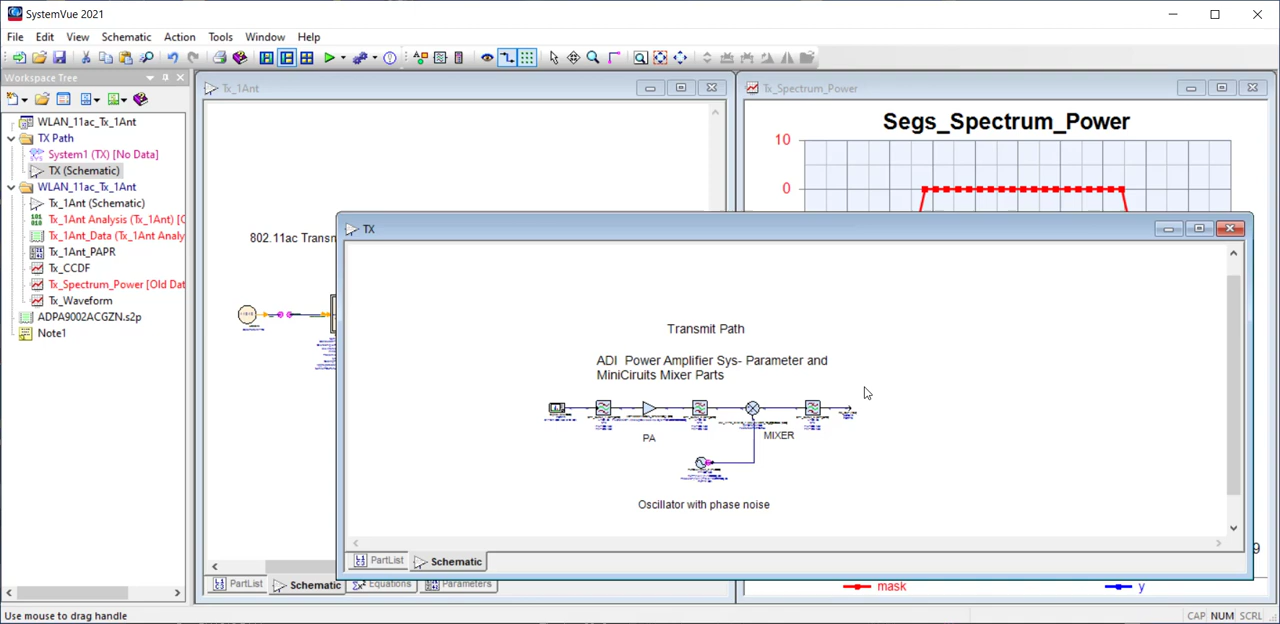 SystemVue 2021
File Edit View Schematic Action Tools Window Help
Workspace Tree
WLAN_11ac_Tx_1Ant
TX Path
System1 (TX) [No Data]
TX (Schematic)
WLAN_11ac_Tx_1Ant
Tx_1Ant (Schematic)
Tx_1Ant Analysis (Tx_1Ant) [O
Tx_1Ant_Data (Tx_1Ant Analy
Tx_1Ant_PAPR
Tx_CCDF
Tx_Spectrum_Power [Old Dat
Tx_Waveform
ADPA9002ACGZN.s2p
Note1
Tx_1Ant
802.11ac Transm
PartList Schematic Equations Parameters
Tx_Spectrum_Power
Segs_Spectrum_Power
10
0
9
mask y
TX
Transmit Path
ADI Power Amplifier Sys- Parameter and
MiniCiruits Mixer Parts
PA
MIXER
Oscillator with phase noise
PartList Schematic
Use mouse to drag handle
CAP NUM SCRL